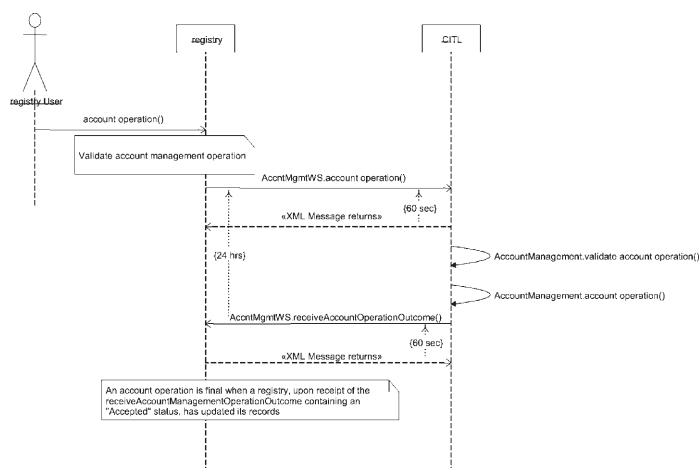 registry
CITL
registry User
account operation()
Validate account management operation
AccntMgmtWS.account operation()
{60 sec}
«XML Message returns»
{24 hrs}
AccountManagement.validate account operation()
AccountManagement.account operation()
AccntMgmtWS.receiveAccountOperationOutcome()
{60 sec}
«XML Message returns»
An account operation is final when a registry, upon receipt of the
receiveAccountManagementOperationOutcome containing an
"Accepted" status, has updated its records